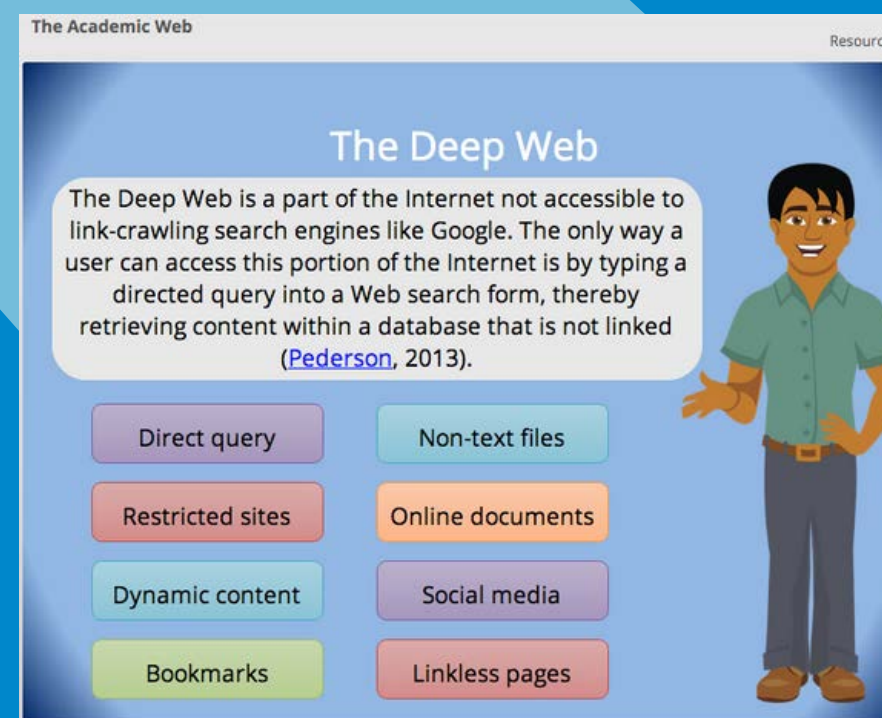 The Academic Web
Resourc
The Deep Web
The Deep Web is a part of the Internet not accessible to
link-crawling search engines like Google. The only way a
user can access this portion of the Internet is by typing a
directed query into a Web search form, thereby
retrieving content within a database that is not linked
(Pederson, 2013).
Direct query
Non-text files
Restricted sites
Online documents
Dynamic content
Social media
Bookmarks
Linkless pages